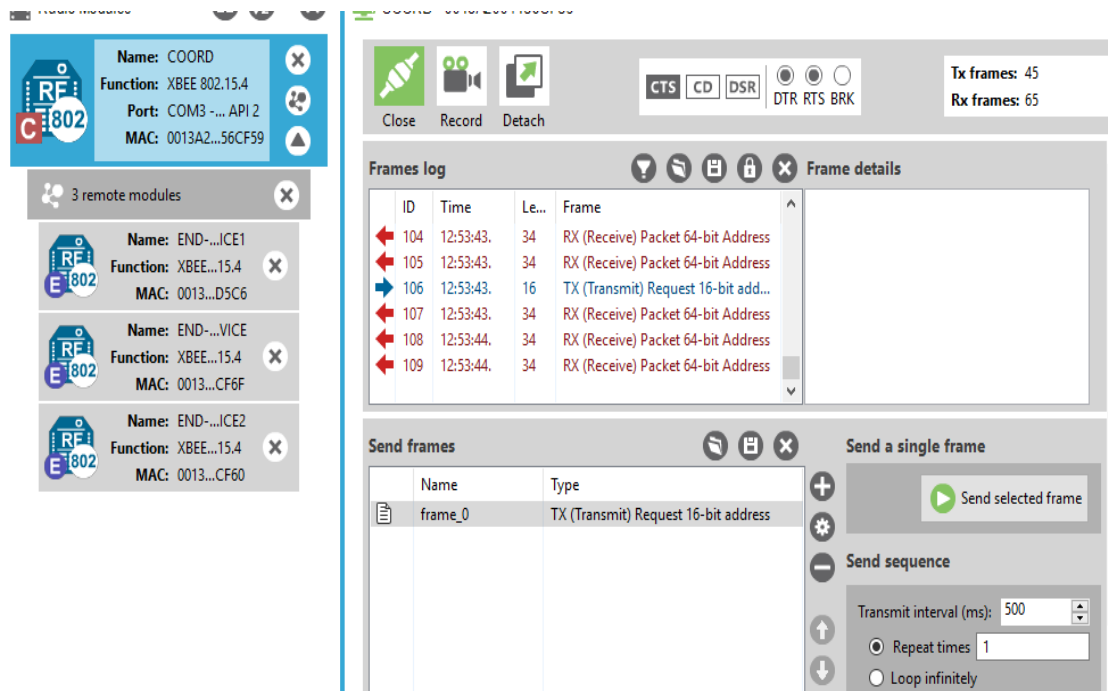 Radio Modules
Name: COORD
Function: XBEE 802.15.4
Port: COM3 -... API 2
MAC: 0013A2...56CF59
RF
802
C
3 remote modules
Name: END-...ICE1
Function: XBEE...15.4
MAC: 0013...D5C6
RF
802
E
Name: END-...VICE
Function: XBEE...15.4
MAC: 0013...CF6F
RF
802
E
Name: END-...ICE2
Function: XBEE...15.4
MAC: 0013...CF60
RF
802
E
COORD
Close Record Detach
CTS CD DSR DTR RTS BRK
Tx frames: 45
Rx frames: 65
Frames log
ID Time Le... Frame
104 12:53:43. 34 RX (Receive) Packet 64-bit Address
105 12:53:43. 34 RX (Receive) Packet 64-bit Address
106 12:53:43. 16 TX (Transmit) Request 16-bit add...
107 12:53:43. 34 RX (Receive) Packet 64-bit Address
108 12:53:44. 34 RX (Receive) Packet 64-bit Address
109 12:53:44. 34 RX (Receive) Packet 64-bit Address
Frame details
Send frames
Name Type
frame_0 TX (Transmit) Request 16-bit address
Send a single frame
Send selected frame
Send sequence
Transmit interval (ms): 500
Repeat times 1
Loop infinitely